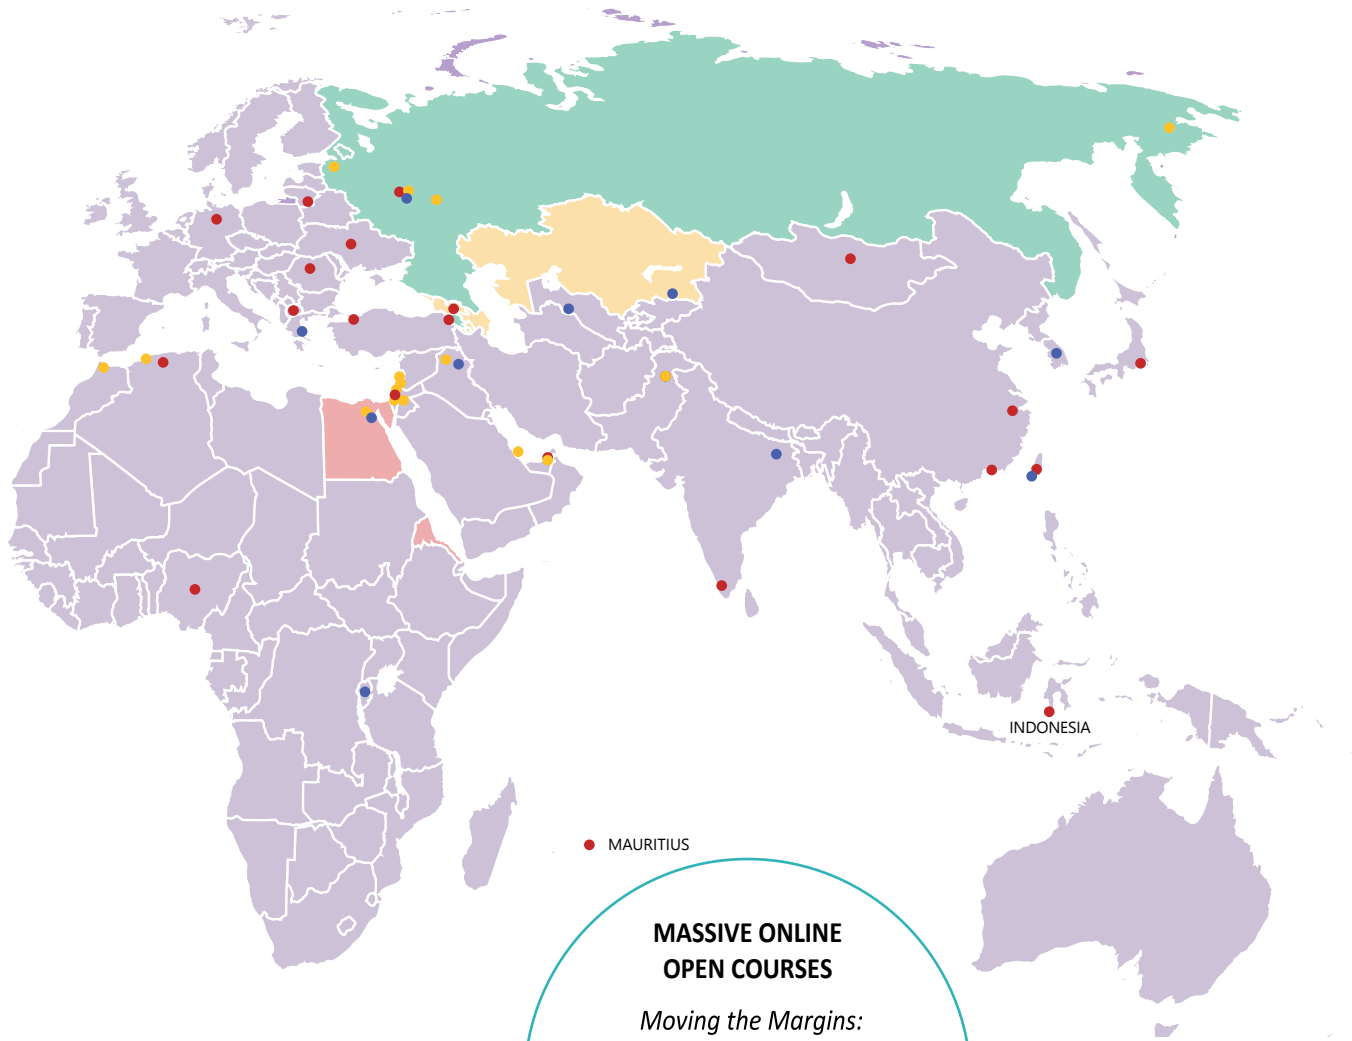 INDONESIA
MAURITIUS
MASSIVE ONLINE
OPEN COURSES
Moving the Margins: